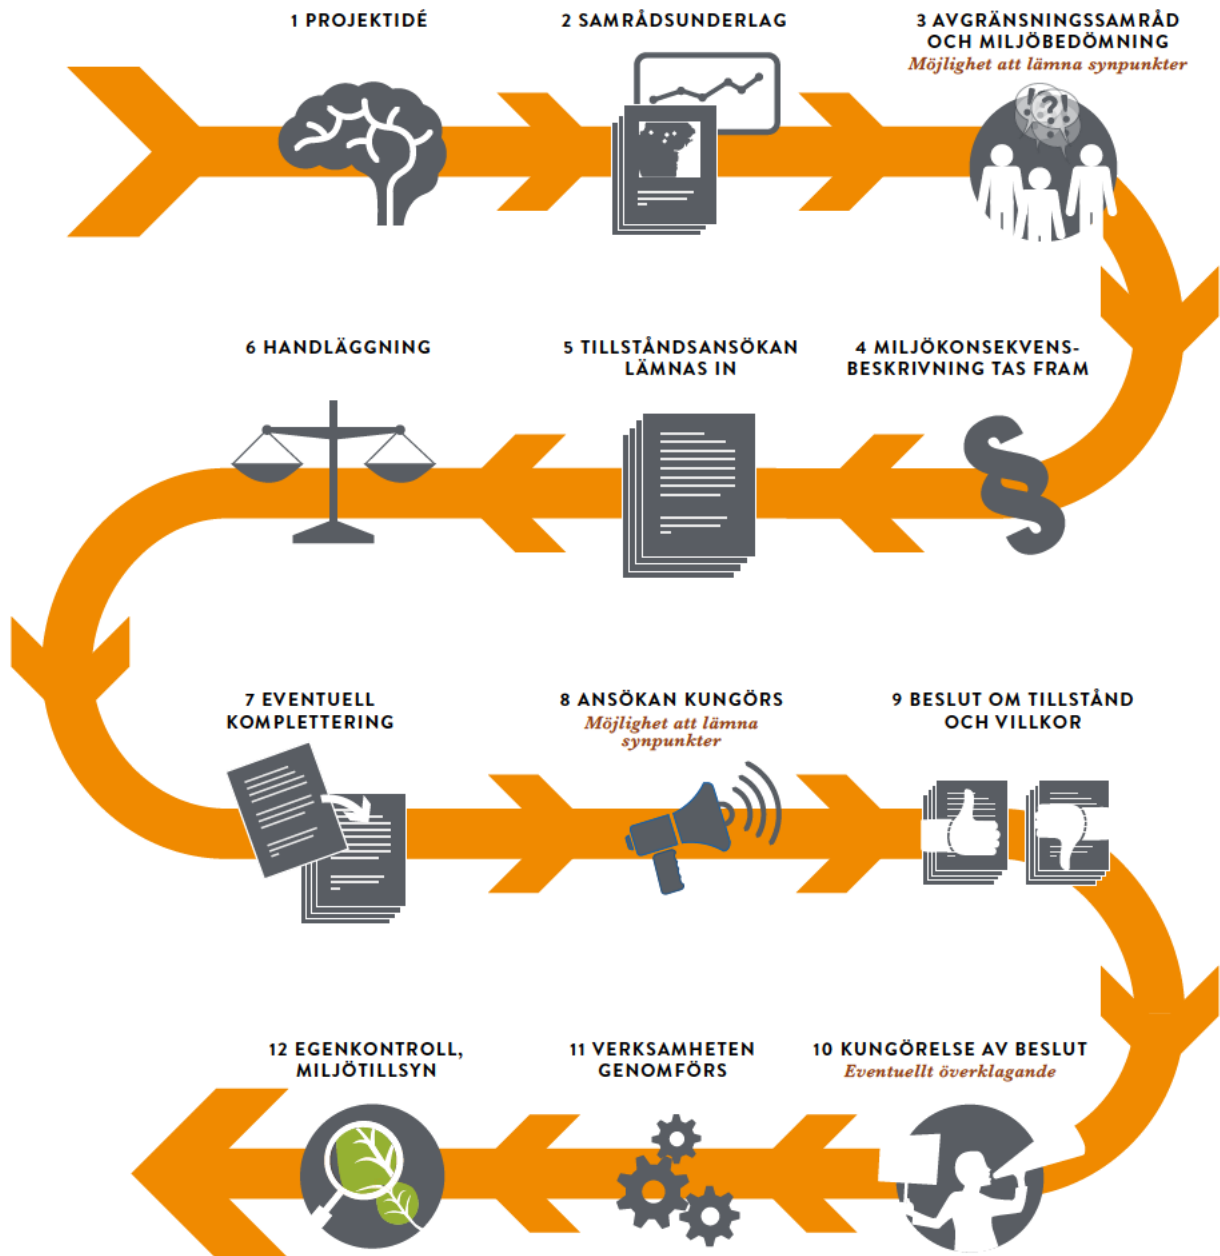 1 PROJEKTIDÉ
2 SAMRÅDSUNDERLAG
3 AVGRÄNSNINGSSAMRÅD
OCH MILJÖBEDÖMNING
Möjlighet att lämna synpunkter
4 MILJÖKONSEKVENS-
BESKRIVNING TAS FRAM
5 TILLSTÅNDSANSÖKAN
LÄMNAS IN
6 HANDLÄGGNING
7 EVENTUELL
KOMPLETTERING
8 ANSÖKAN KUNGÖRS
Möjlighet att lämna
synpunkter
9 BESLUT OM TILLSTÅND
OCH VILLKOR
10 KUNGÖRELSE AV BESLUT
Eventuellt överklagande
11 VERKSAMHETEN
GENOMFÖRS
12 EGENKONTROLL,
MILJÖTILLSYN